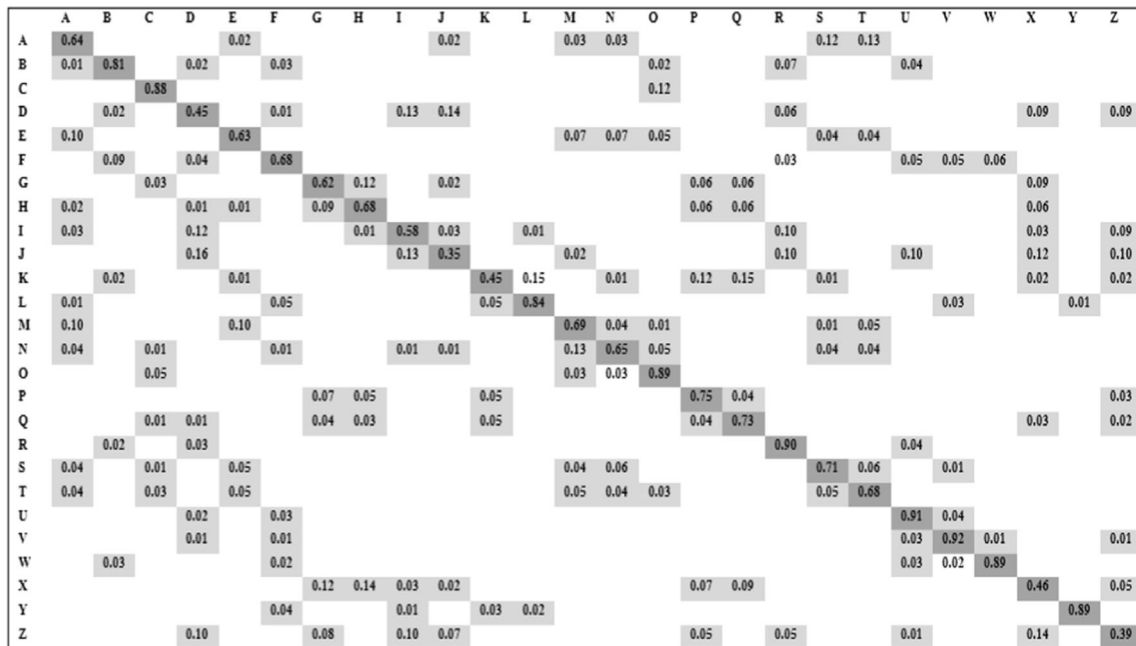 A B C D E F G H I J K L M N O P Q R S T U V W X Y Z
A 0.64 0.02 0.02 0.03 0.03 0.12 0.13
B 0.01 0.81 0.02 0.03 0.02 0.07 0.04
C 0.88 0.12
D 0.02 0.45 0.01 0.13 0.14 0.06 0.09 0.09
E 0.10 0.63 0.07 0.07 0.05 0.04 0.04
F 0.09 0.04 0.68 0.03 0.05 0.05 0.06
G 0.03 0.62 0.12 0.02 0.06 0.06 0.09
H 0.02 0.01 0.01 0.09 0.68 0.06 0.06 0.06
I 0.03 0.12 0.01 0.58 0.03 0.01 0.10 0.03 0.09
J 0.16 0.13 0.35 0.02 0.10 0.10 0.12 0.10
K 0.02 0.01 0.45 0.15 0.01 0.12 0.15 0.01 0.02 0.02
L 0.01 0.05 0.05 0.84 0.03 0.01
M 0.10 0.10 0.69 0.04 0.01 0.01 0.05
N 0.04 0.01 0.01 0.01 0.01 0.13 0.65 0.05 0.04 0.04
O 0.05 0.03 0.03 0.89
P 0.07 0.05 0.05 0.75 0.04 0.03
Q 0.01 0.01 0.04 0.03 0.05 0.04 0.73 0.03 0.02
R 0.02 0.03 0.90 0.04
S 0.04 0.01 0.05 0.04 0.06 0.71 0.06 0.01
T 0.04 0.03 0.05 0.05 0.04 0.03 0.05 0.68
U 0.02 0.03 0.91 0.04
V 0.01 0.01 0.03 0.92 0.01 0.01
W 0.03 0.02 0.03 0.02 0.89
X 0.12 0.14 0.03 0.02 0.07 0.09 0.46 0.05
Y 0.04 0.01 0.03 0.02 0.89
Z 0.10 0.08 0.10 0.07 0.05 0.05 0.01 0.14 0.39